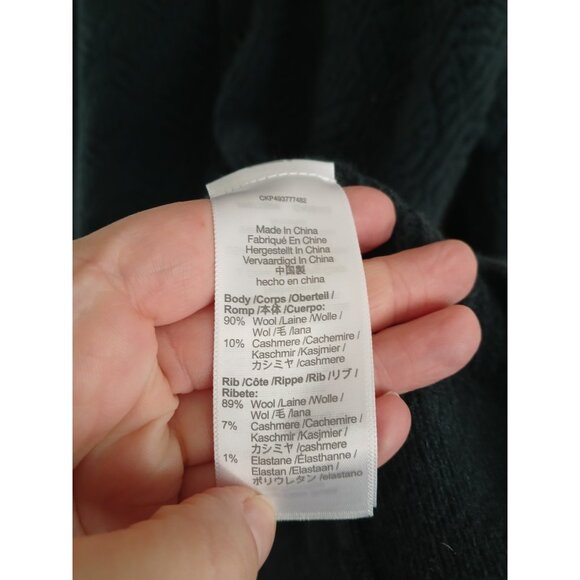 CKP493777482
Made In China
Fabriqué En Chine
Hergestellt In China
Vervaardigd In China
中国製
hecho en china
Body /Corps /Oberteil /
Romp /本体 /Cuerpo:
90% Wool /Laine /Wolle /
Wol /毛 /lana
10% Cashmere /Cachemire /
Kaschmir /Kasjmier /
カシミヤ /cashmere
Rib /Côte /Rippe /Rib /リブ /
Ribete:
89% Wool /Laine /Wolle /
Wol /毛 /lana
7% Cashmere /Cachemire /
Kaschmir /Kasjmier /
カシミヤ /cashmere
1% Elastane /Élasthanne /
Elastan /Elastaan /
ポリウレタン /elastano